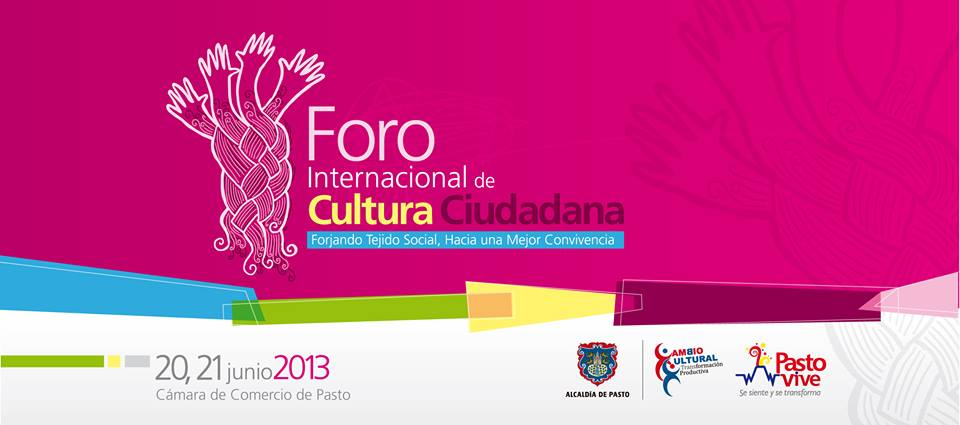 Foro
Internacional de
Cultura Ciudadana
Forjando Tejido Social, Hacia una Mejor Convivencia
20, 21 junio 2013
Cámara de Comercio de Pasto
ALCALDÍA DE PASTO
CAMBIO
CULTURAL
Transformación
Productiva
Pasto
Vive
Se siente y se transforma